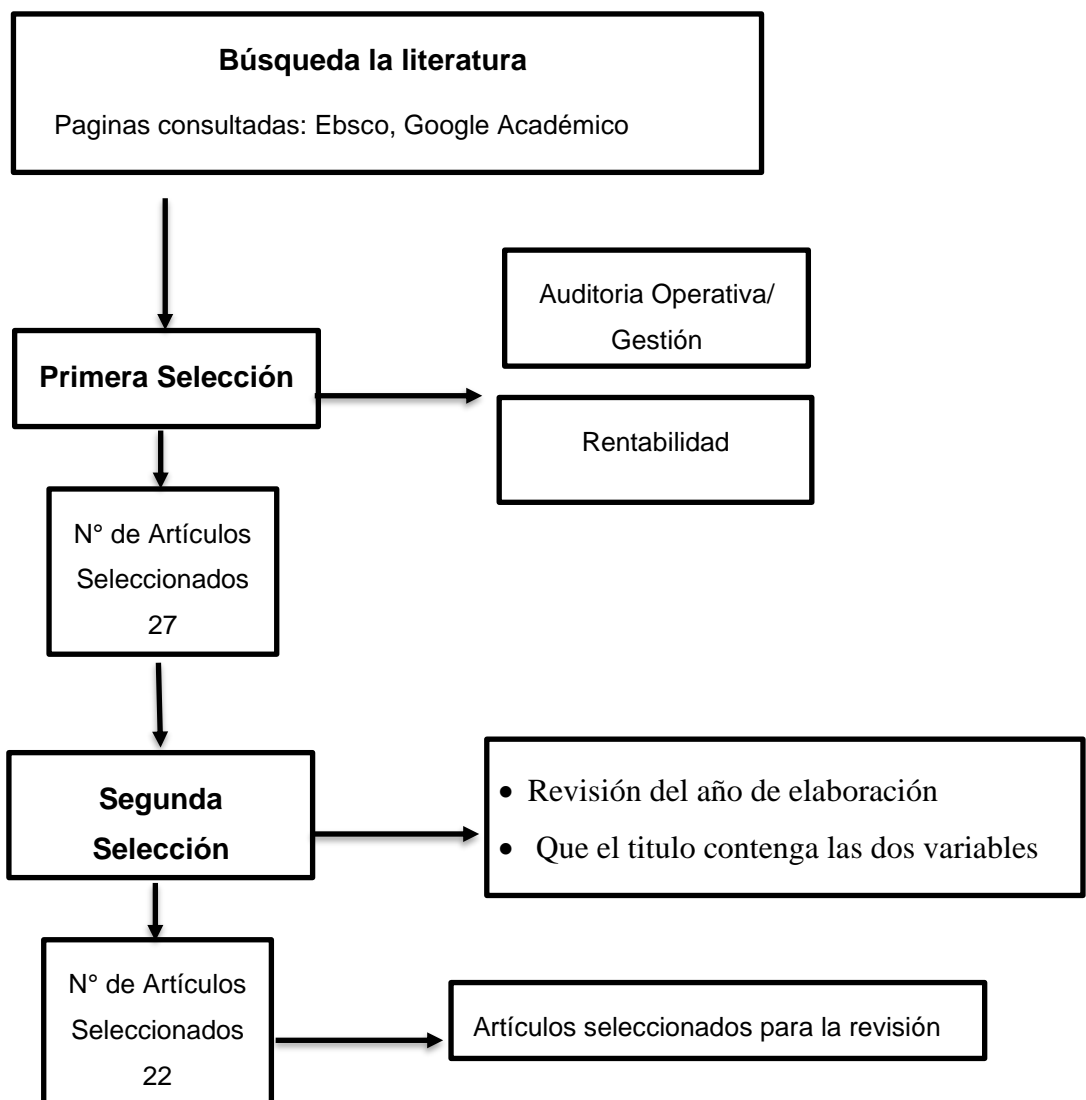 Búsqueda la literatura
Paginas consultadas: Ebsco, Google Académico
Auditoria Operativa/
Gestión
Primera Selección
Rentabilidad
N° de Artículos
Seleccionados
27
Segunda
Selección
• Revisión del año de elaboración
• Que el titulo contenga las dos variables
N° de Artículos
Seleccionados
22
Artículos seleccionados para la revisión